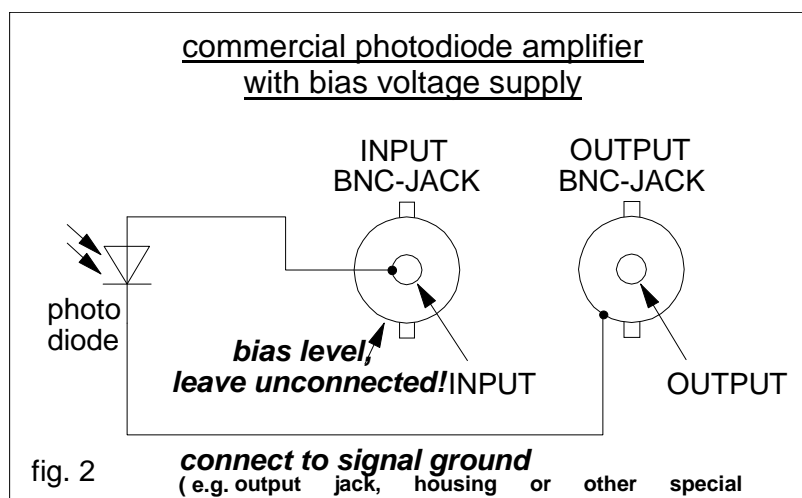 commercial photodiode amplifier
with bias voltage supply
INPUT
BNC-JACK
OUTPUT
BNC-JACK
photo
diode
bias level,
leave unconnected!
INPUT
OUTPUT
fig. 2
connect to signal ground
( e.g. output jack, housing or other special